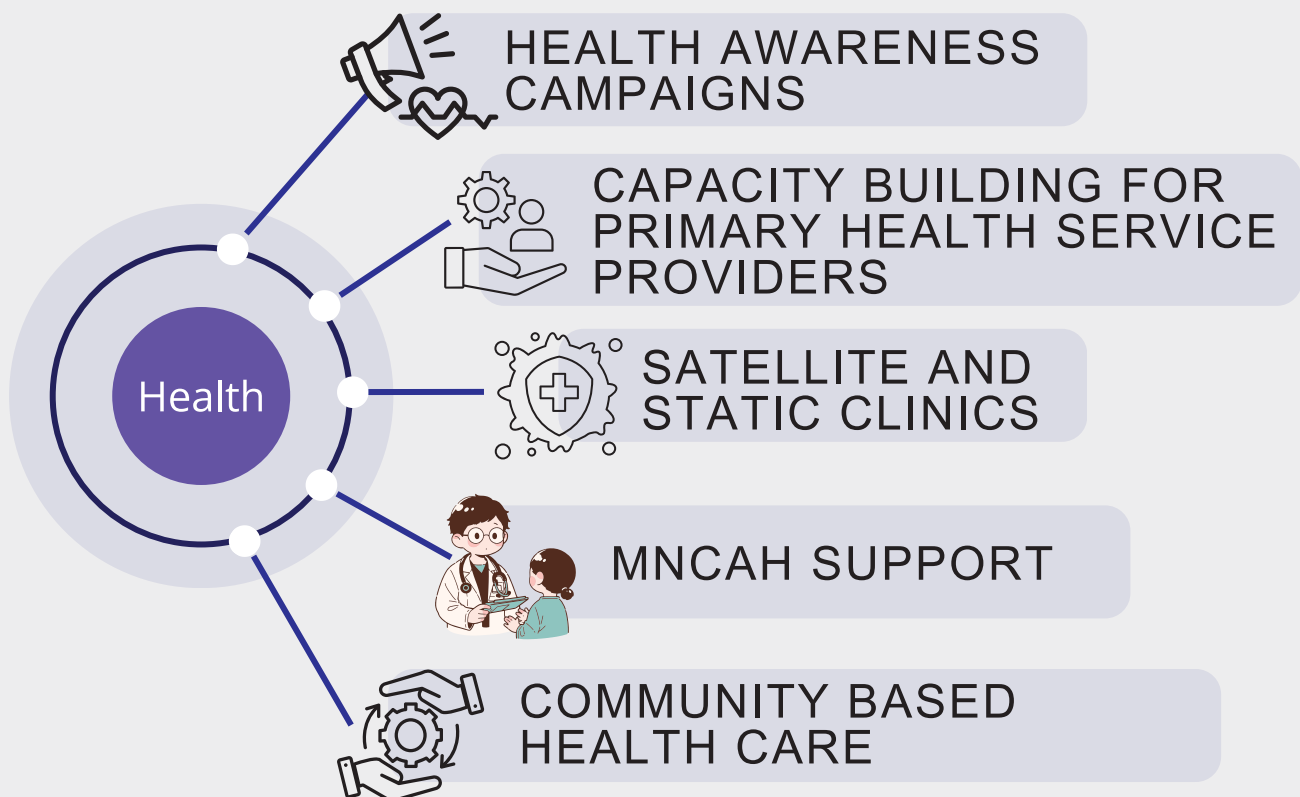 HEALTH AWARENESS
CAMPAIGNS
CAPACITY BUILDING FOR
PRIMARY HEALTH SERVICE
PROVIDERS
Health
SATELLITE AND
STATIC CLINICS
MNCAH SUPPORT
COMMUNITY BASED
HEALTH CARE